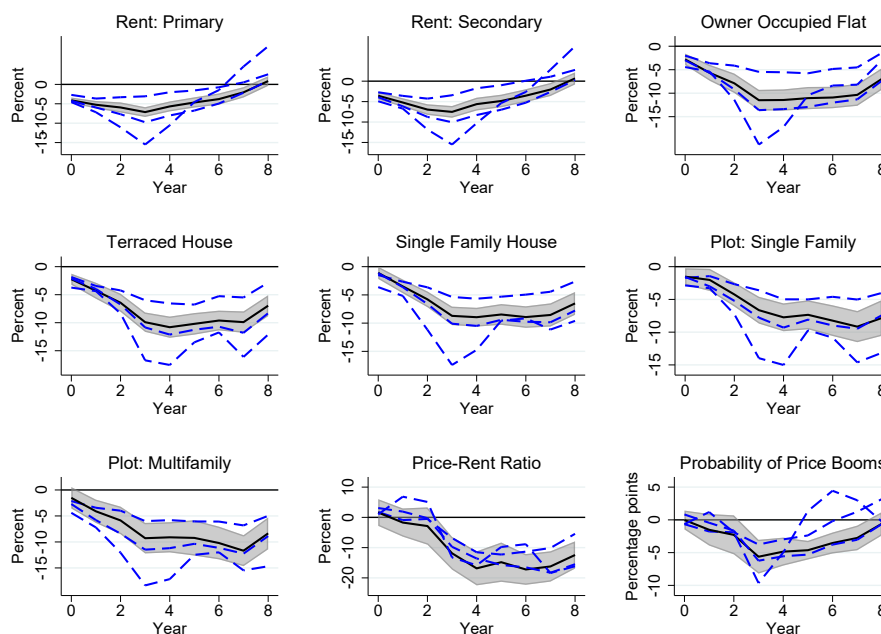 Rent: Primary
Percent
0
-5
-10
-15
0 2 4 6 8
Year
Rent: Secondary
Percent
0
-5
-10
-15
0 2 4 6 8
Year
Owner Occupied Flat
Percent
0
-5
-10
-15
0 2 4 6 8
Year
Terraced House
Percent
0
-5
-10
-15
0 2 4 6 8
Year
Single Family House
Percent
0
-5
-10
-15
0 2 4 6 8
Year
Plot: Single Family
Percent
0
-5
-10
-15
0 2 4 6 8
Year
Plot: Multifamily
Percent
0
-5
-10
-15
0 2 4 6 8
Year
Price-Rent Ratio
Percent
10
0
-10
-20
0 2 4 6 8
Year
Probability of Price Booms
Percentage points
5
0
-5
-10
0 2 4 6 8
Year